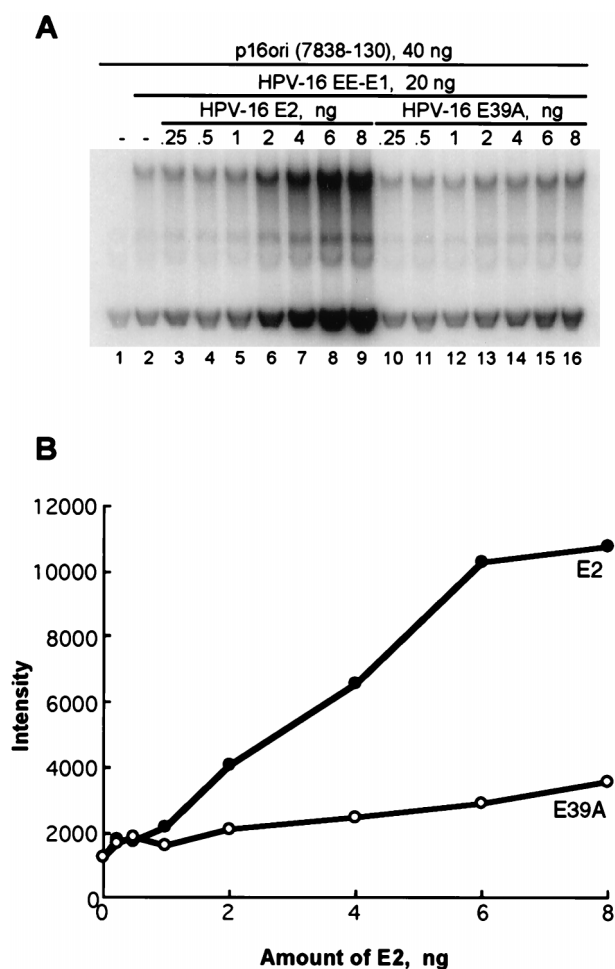 A
p16ori (7838-130), 40 ng
HPV-16 EE-E1, 20 ng
HPV-16 E2, ng HPV-16 E39A, ng
- - .25 .5 1 2 4 6 8 .25 .5 1 2 4 6 8
1 2 3 4 5 6 7 8 9 10 11 12 13 14 15 16
B
12000
10000
8000
6000
4000
2000
0
Intensity
E2
E39A
0 2 4 6 8
Amount of E2, ng